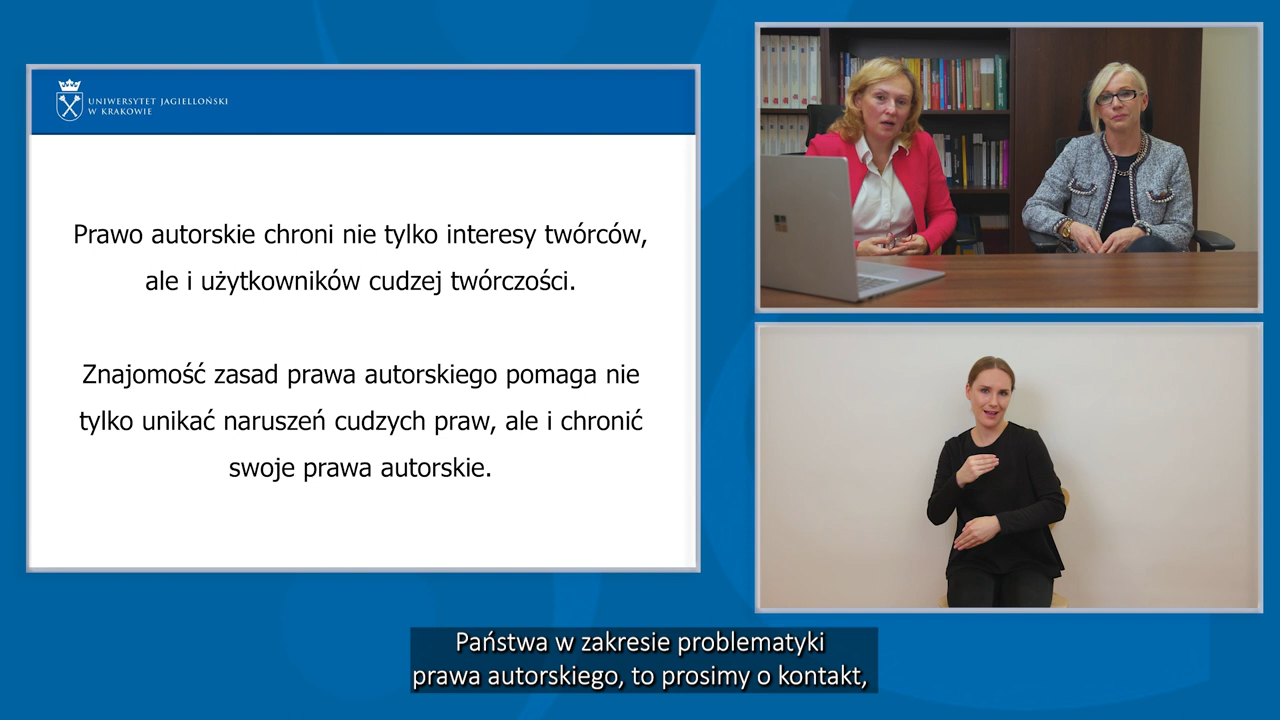 UNIWERSYTET JAGIELLOŃSKI
W KRAKOWIE
Prawo autorskie chroni nie tylko interesy twórców,
ale i użytkowników cudzej twórczości.
Znajomość zasad prawa autorskiego pomaga nie
tylko unikać naruszeń cudzych praw, ale i chronić
swoje prawa autorskie.
Państwa w zakresie problematyki
prawa autorskiego, to prosimy o kontakt,